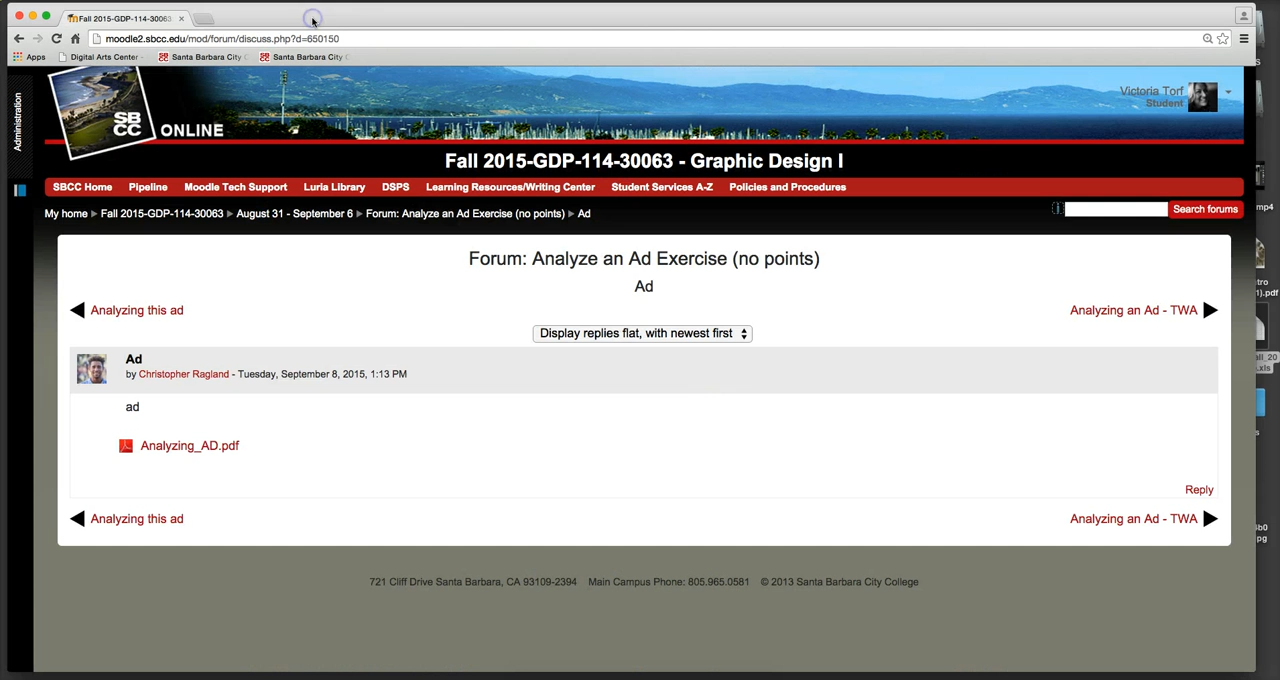 Fall 2015-GDP-114-30063
moodle2.sbcc.edu/mod/forum/discuss.php?d=650150
Apps Digital Arts Center - Santa Barbara City Santa Barbara City
Administration
SB
CC ONLINE
Victoria Torf
Student
Fall 2015-GDP-114-30063 - Graphic Design I
SBCC Home Pipeline Moodle Tech Support Luria Library DSPS Learning Resources/Writing Center Student Services A-Z Policies and Procedures
My home ▶ Fall 2015-GDP-114-30063 ▶ August 31 - September 6 ▶ Forum: Analyze an Ad Exercise (no points) ▶ Ad
Search forums
Forum: Analyze an Ad Exercise (no points)
Ad
◀ Analyzing this ad Analyzing an Ad - TWA ▶
Display replies flat, with newest first
Ad
by Christopher Ragland - Tuesday, September 8, 2015, 1:13 PM
ad
Analyzing_AD.pdf
Reply
◀ Analyzing this ad Analyzing an Ad - TWA ▶
721 Cliff Drive Santa Barbara, CA 93109-2394 Main Campus Phone: 805.965.0581 © 2013 Santa Barbara City College